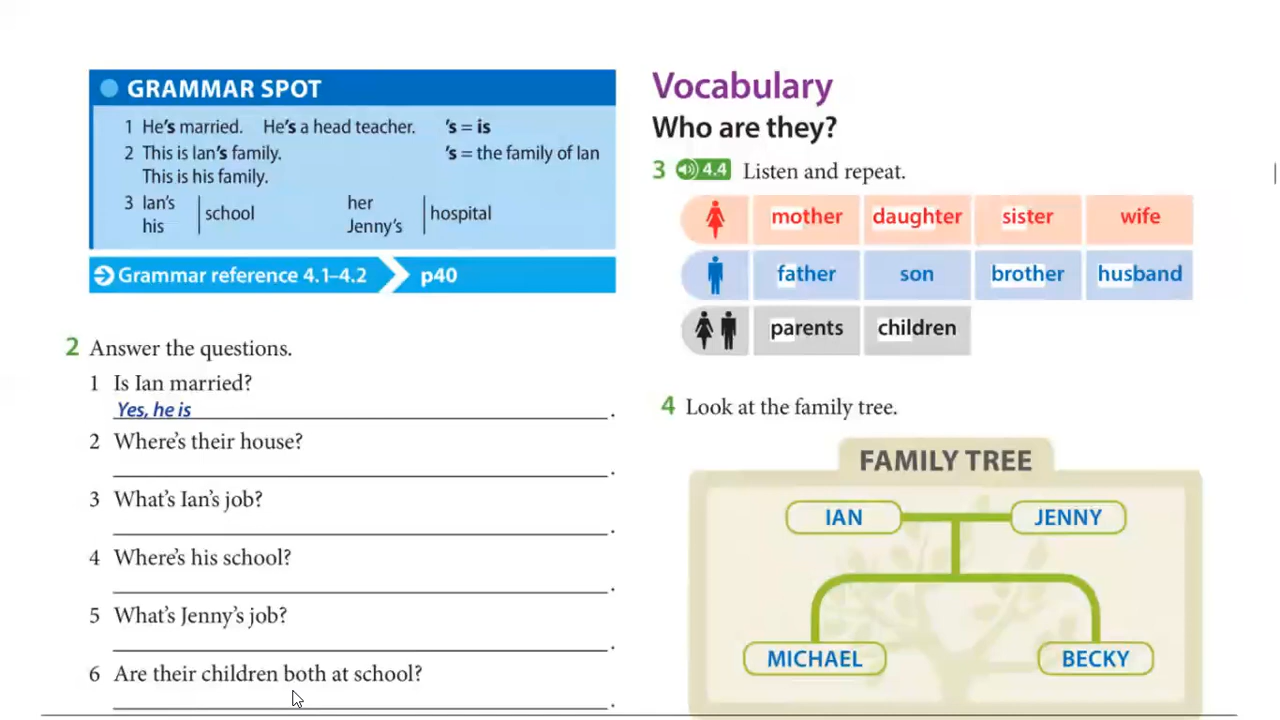 GRAMMAR SPOT
1 He's married. He's a head teacher. 's = is
2 This is Ian's family. 's = the family of Ian
This is his family.
3 Ian's his school her Jenny's hospital
Grammar reference 4.1–4.2 p40
2 Answer the questions.
1 Is Ian married?
Yes, he is.
2 Where's their house?
3 What's Ian's job?
4 Where's his school?
5 What's Jenny's job?
6 Are their children both at school?
Vocabulary
Who are they?
3 4.4 Listen and repeat.
mother daughter sister wife
father son brother husband
parents children
4 Look at the family tree.
FAMILY TREE
IAN JENNY
MICHAEL BECKY